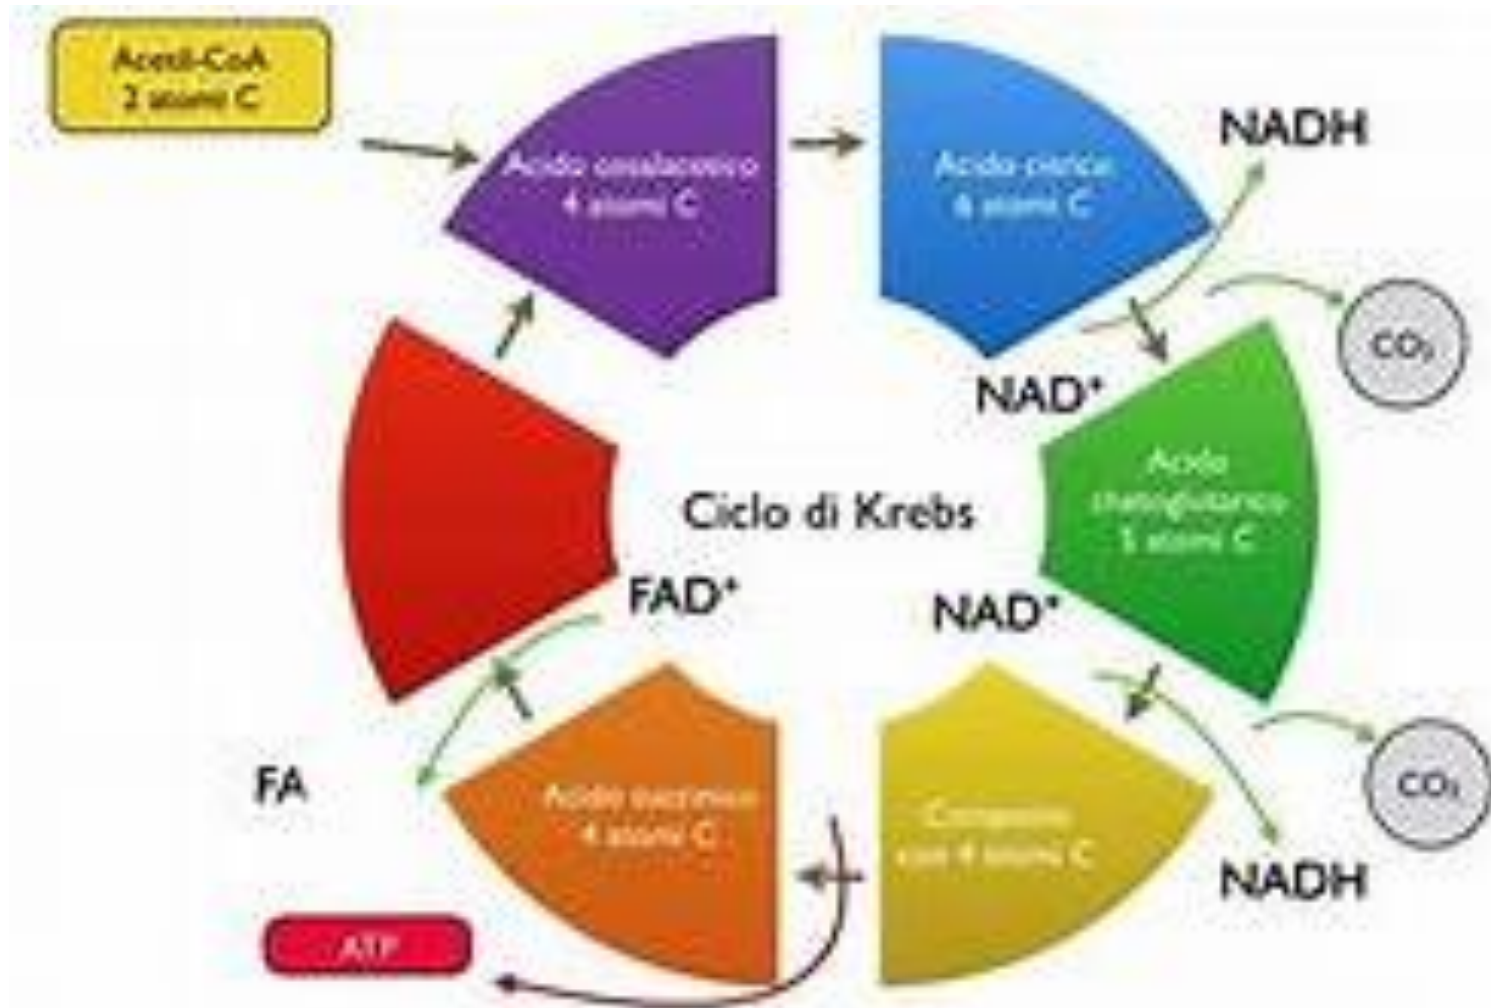 Acetil-CoA
2 atomi C
Acido ossalacetico
4 atomi C
Acido citrico
6 atomi C
NADH
CO₂
NAD⁺
Acido
chetoglutarico
5 atomi C
Ciclo di Krebs
FAD⁺
NAD⁺
FA
Acido succinico
4 atomi C
Composto
con 4 atomi C
CO₂
NADH
ATP